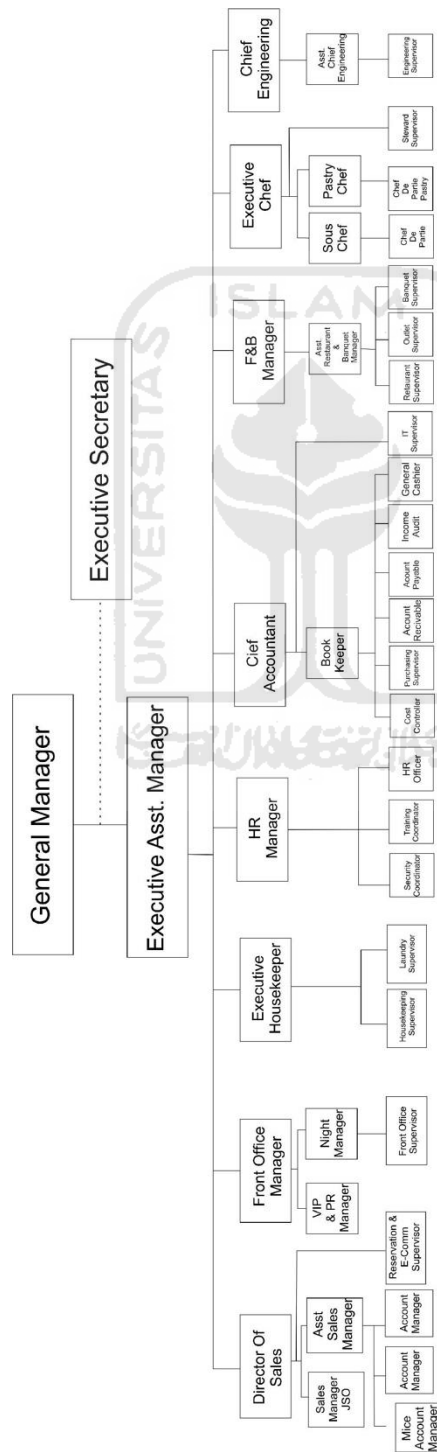 General Manager
Executive Secretary
Executive Asst. Manager
Director Of
Sales
Front Office
Manager
Executive
Housekeeper
HR
Manager
Cief
Accountant
F&B
Manager
Executive
Chef
Chief
Engineering
Sales
Manager
JSO
Asst
Sales
Manager
VIP
& PR
Manager
Night
Manager
Book
Keeper
Asst.
Restaurant
&
Banquet
Manager
Sous
Chef
Pastry
Chef
Asst.
Chief
Engineering
Mice
Account
Manager
Account
Manager
Account
Manager
Reservation &
E-Comm
Supervisor
Front Office
Supervisor
Housekeeping
Supervisor
Laundry
Supervisor
Security
Coordinator
Training
Coordinator
HR
Officer
Cost
Controller
Purchasing
Supervisor
Acount
Recivable
Acount
Payable
Income
Audit
General
Cashier
IT
Supervisor
Retaurant
Supervisor
Outlet
Supervisor
Banquet
Supervisor
Chef
De
Partie
Chef
De
Partie
Pastry
Steward
Supervisor
Engineering
Supervisor
UNIVERSITAS
ISLAM